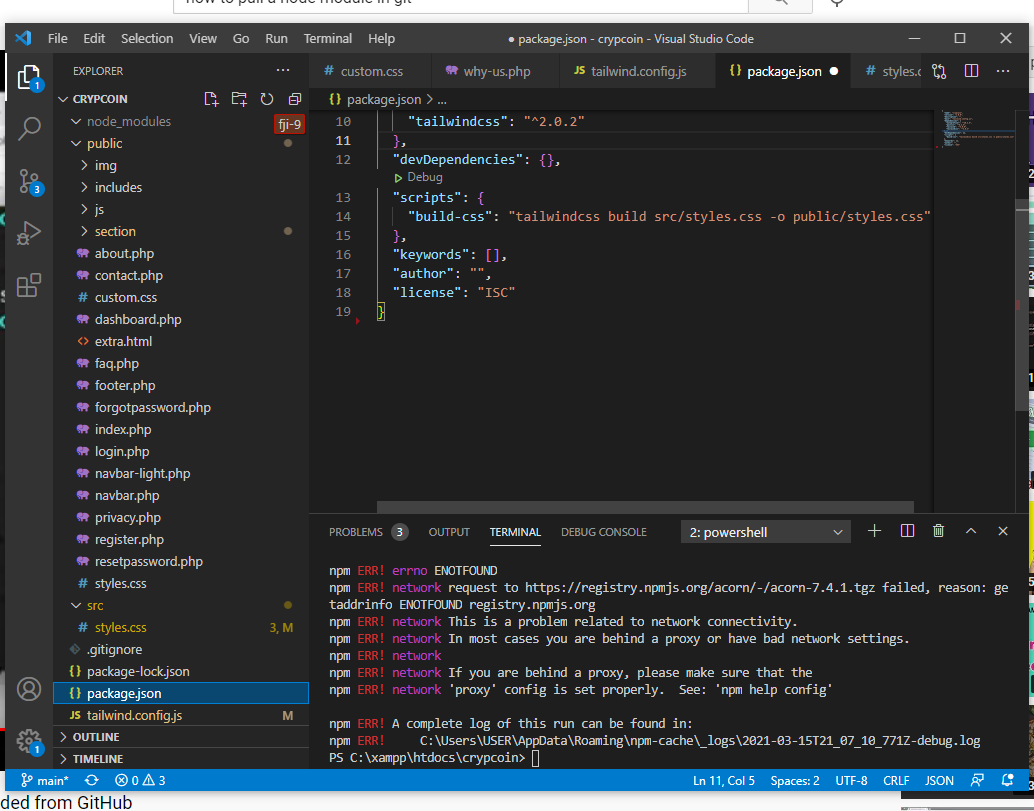 how to pull a node module in git
File Edit Selection View Go Run Terminal Help
● package.json - crypcoin - Visual Studio Code
EXPLORER ...
# custom.css
why-us.php
JS tailwind.config.js
{} package.json ●
# styles.c
{} package.json > ...
CRYPCOIN
node_modules
fji-9
public
img
includes
js
section
about.php
contact.php
# custom.css
dashboard.php
<> extra.html
faq.php
footer.php
forgotpassword.php
index.php
login.php
navbar-light.php
navbar.php
privacy.php
register.php
resetpassword.php
# styles.css
src
# styles.css 3, M
.gitignore
{} package-lock.json
{} package.json
JS tailwind.config.js M
OUTLINE
TIMELINE
1
3
1
10 "tailwindcss": "^2.0.2"
11 },
12 "devDependencies": {},
Debug
13 "scripts": {
14 "build-css": "tailwindcss build src/styles.css -o public/styles.css"
15 },
16 "keywords": [],
17 "author": "",
18 "license": "ISC"
19 }
PROBLEMS 3 OUTPUT TERMINAL DEBUG CONSOLE 2: powershell
npm ERR! errno ENOTFOUND
npm ERR! network request to https://registry.npmjs.org/acorn/-/acorn-7.4.1.tgz failed, reason: ge
taddrinfo ENOTFOUND registry.npmjs.org
npm ERR! network This is a problem related to network connectivity.
npm ERR! network In most cases you are behind a proxy or have bad network settings.
npm ERR! network
npm ERR! network If you are behind a proxy, please make sure that the
npm ERR! network 'proxy' config is set properly.  See: 'npm help config'
npm ERR! A complete log of this run can be found in:
npm ERR!     C:\Users\USER\AppData\Roaming\npm-cache\_logs\2021-03-15T21_07_10_771Z-debug.log
PS C:\xampp\htdocs\crypcoin>
main* 0 3 Ln 11, Col 5 Spaces: 2 UTF-8 CRLF JSON
ded from GitHub